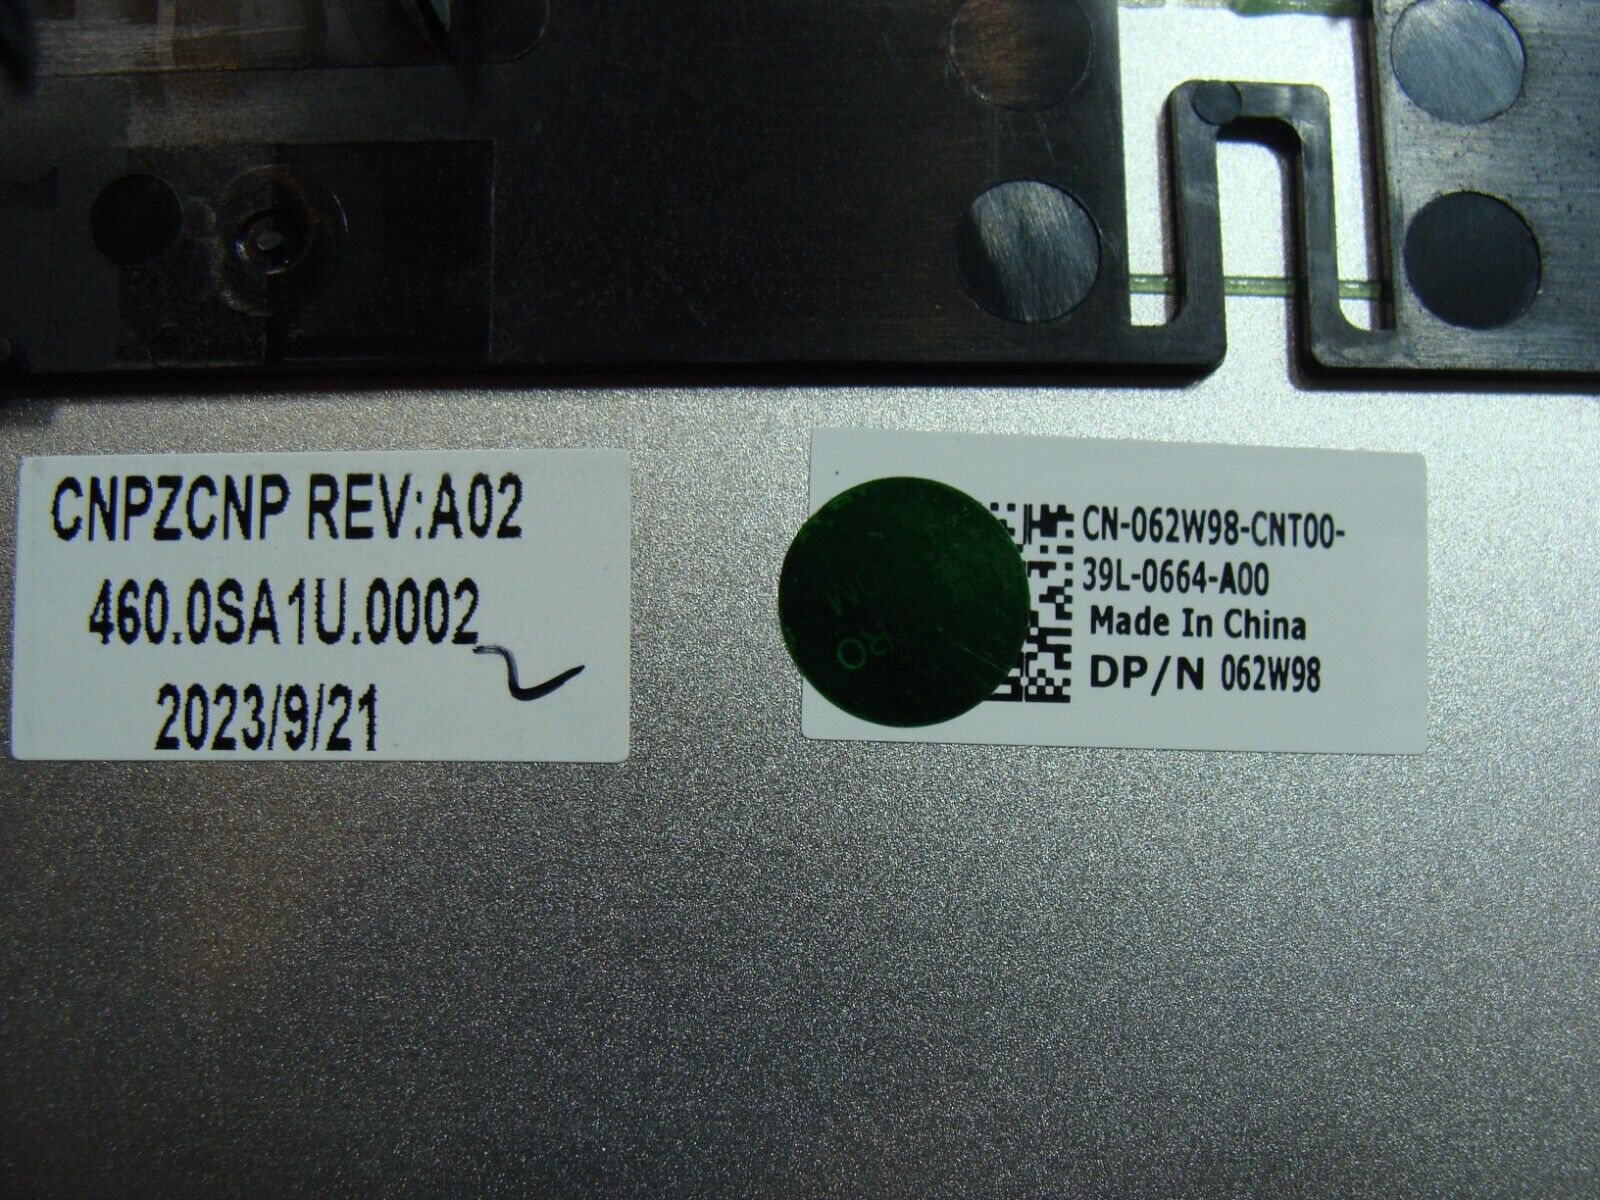 CNPZCNP REV:A02
460.0SA1U.0002
2023/9/21
CN-062W98-CNT00-
39L-0664-A00
Made In China
DP/N 062W98